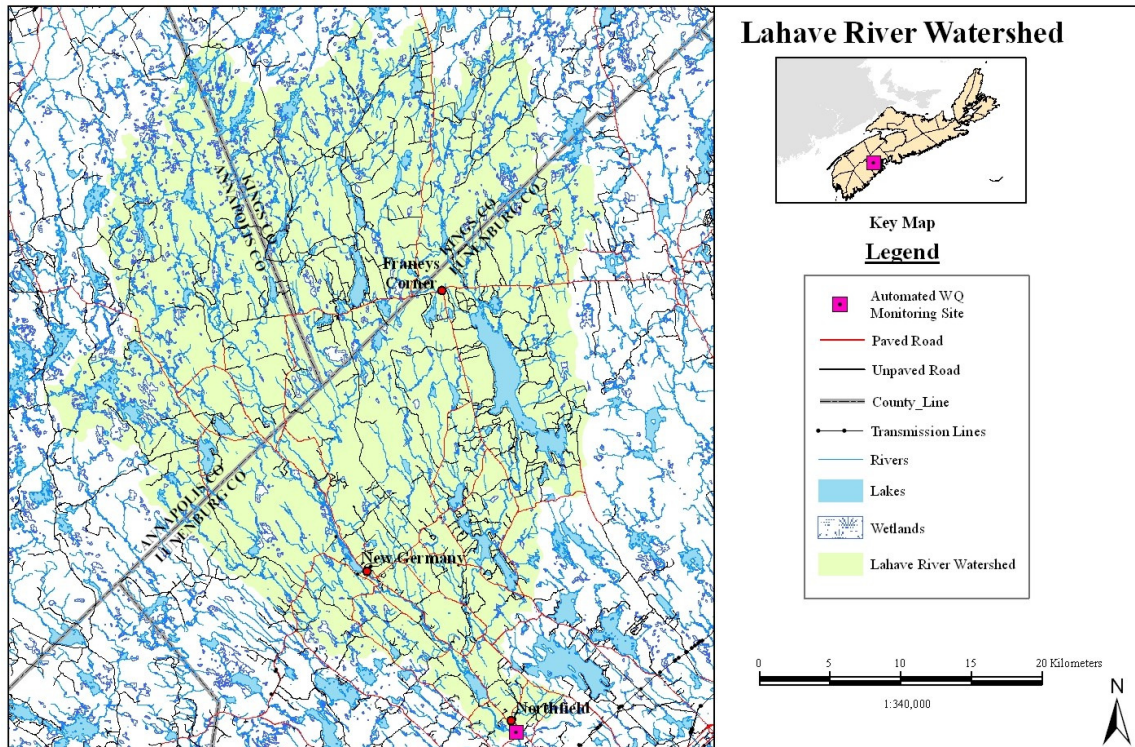 Lahave River Watershed
Key Map
Legend
Automated WQ
Monitoring Site
Paved Road
Unpaved Road
County_Line
Transmission Lines
Rivers
Lakes
Wetlands
Lahave River Watershed
0 5 10 15 20 Kilometers
1:340,000
N
KINGS CO
ANNAPOLIS CO
KINGS CO
LUNENBURG CO
Franeys
Corner
ANNAPOLIS CO
LUNENBURG CO
New Germany
Northfield